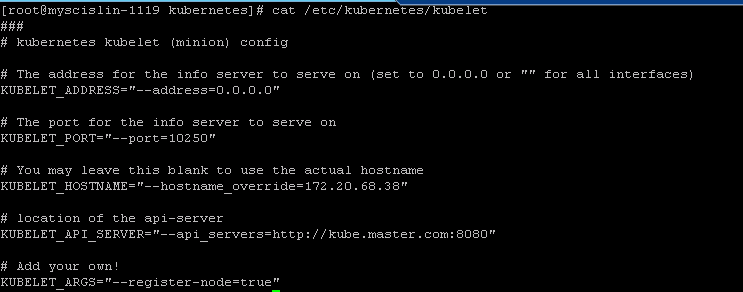 [root@myscislin-1119 kubernetes]# cat /etc/kubernetes/kubelet
###
# kubernetes kubelet (minion) config
# The address for the info server to serve on (set to 0.0.0.0 or "" for all interfaces)
KUBELET_ADDRESS="--address=0.0.0.0"
# The port for the info server to serve on
KUBELET_PORT="--port=10250"
# You may leave this blank to use the actual hostname
KUBELET_HOSTNAME="--hostname_override=172.20.68.38"
# location of the api-server
KUBELET_API_SERVER="--api_servers=http://kube.master.com:8080"
# Add your own!
KUBELET_ARGS="--register-node=true"